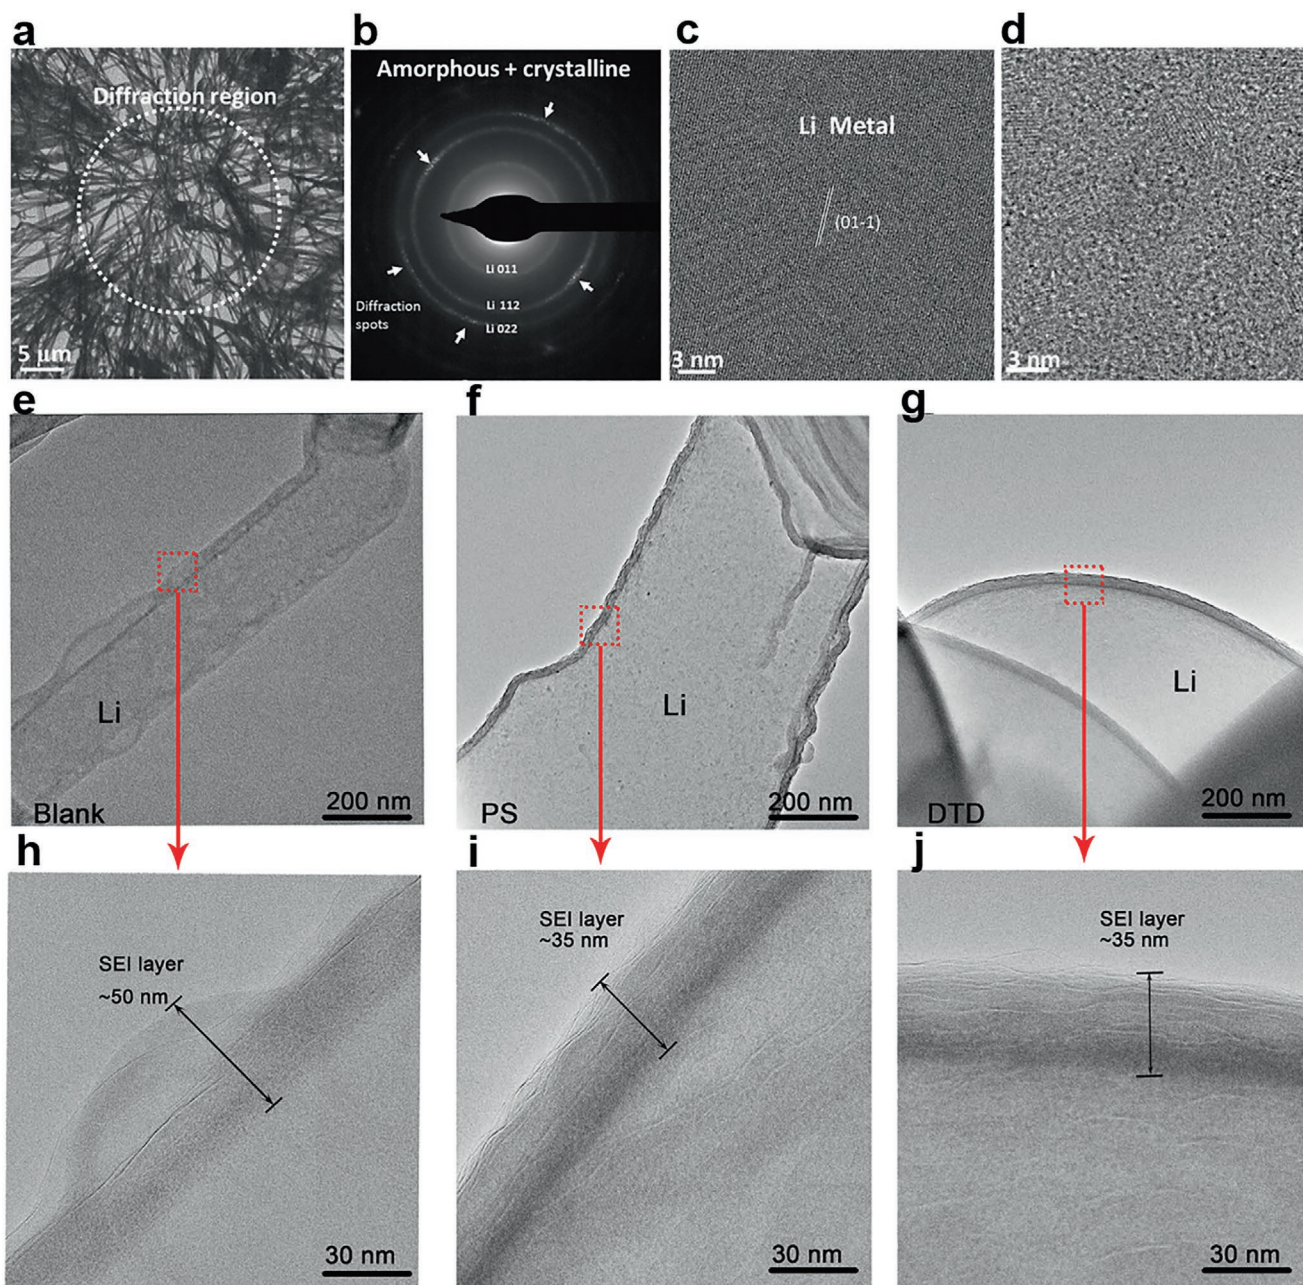 a
Diffraction region
5 μm
b
Amorphous + crystalline
Li 011
Li 112
Li 022
Diffraction
spots
c
Li Metal
(01-1)
3 nm
d
3 nm
e
Li
Blank
200 nm
f
Li
PS
200 nm
g
Li
DTD
200 nm
h
SEI layer
~50 nm
30 nm
i
SEI layer
~35 nm
30 nm
j
SEI layer
~35 nm
30 nm